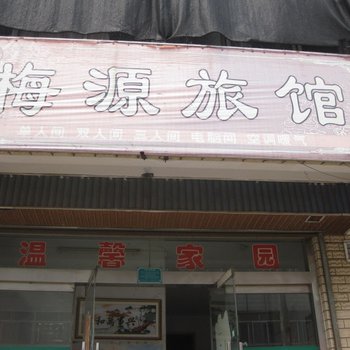 梅源旅馆
单人间 双人间 三人间 电脑间 空调暖气
温馨家园